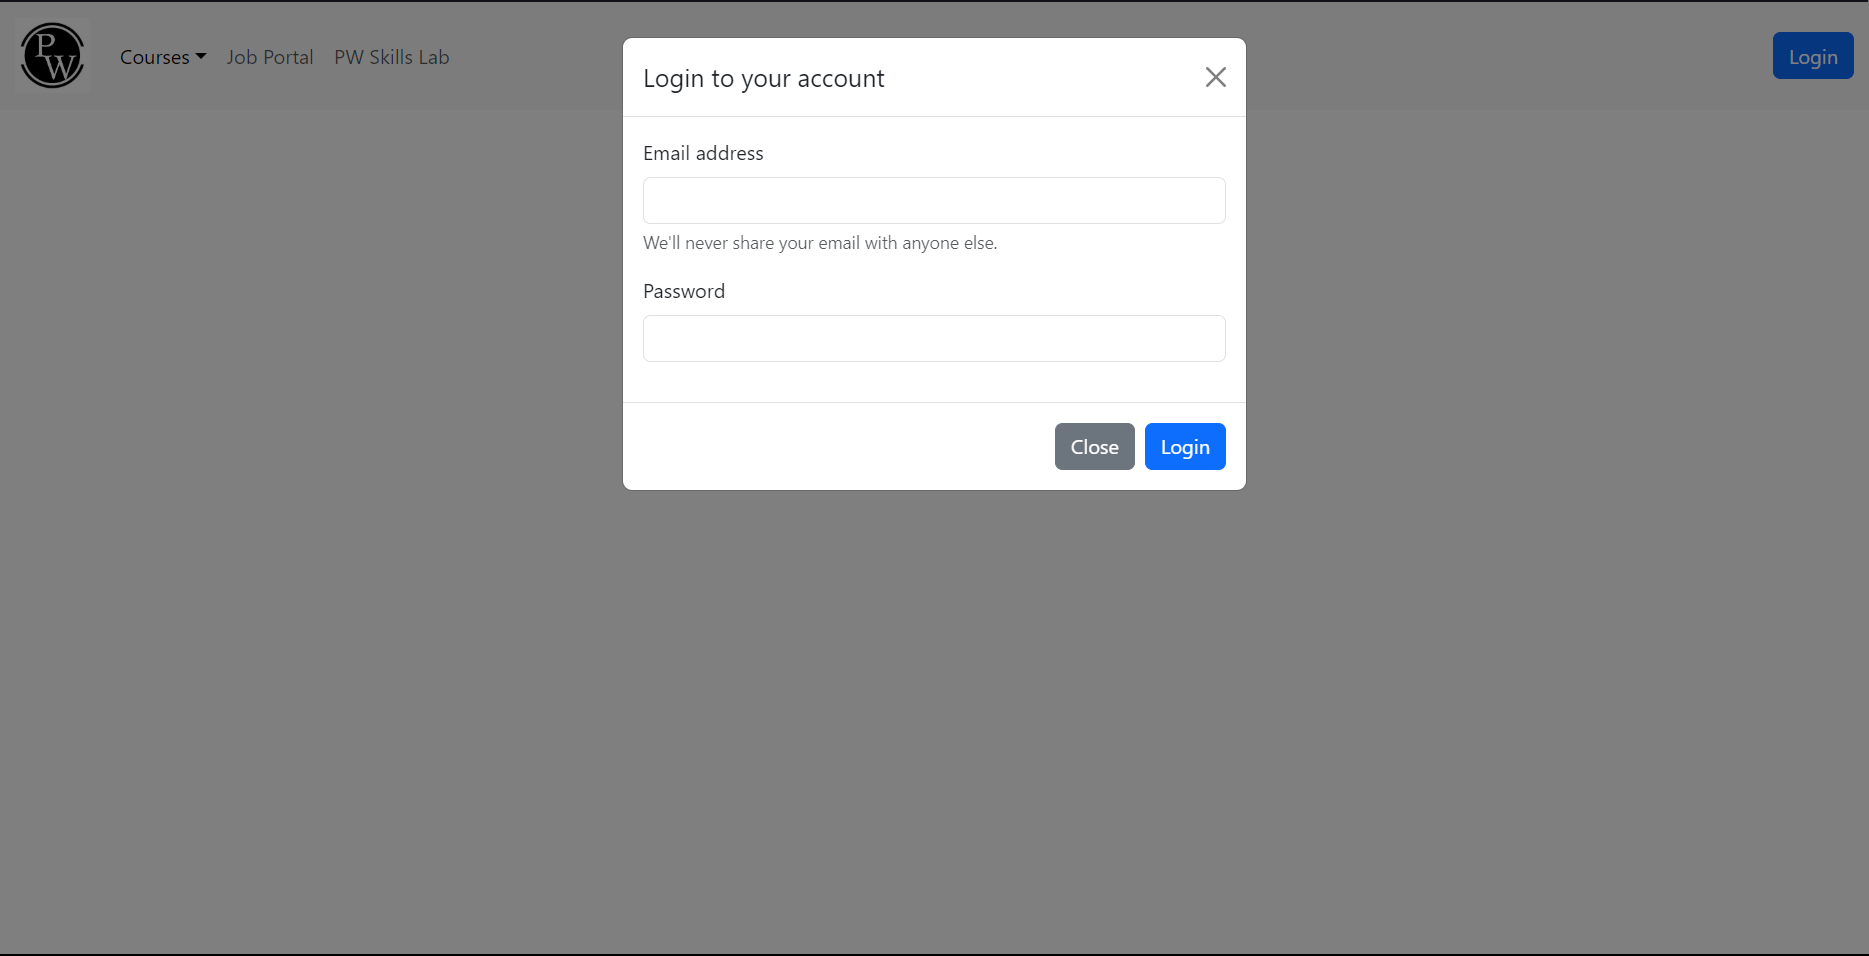 PW
Courses Job Portal PW Skills Lab
Login
Login to your account
Email address
We'll never share your email with anyone else.
Password
Close Login